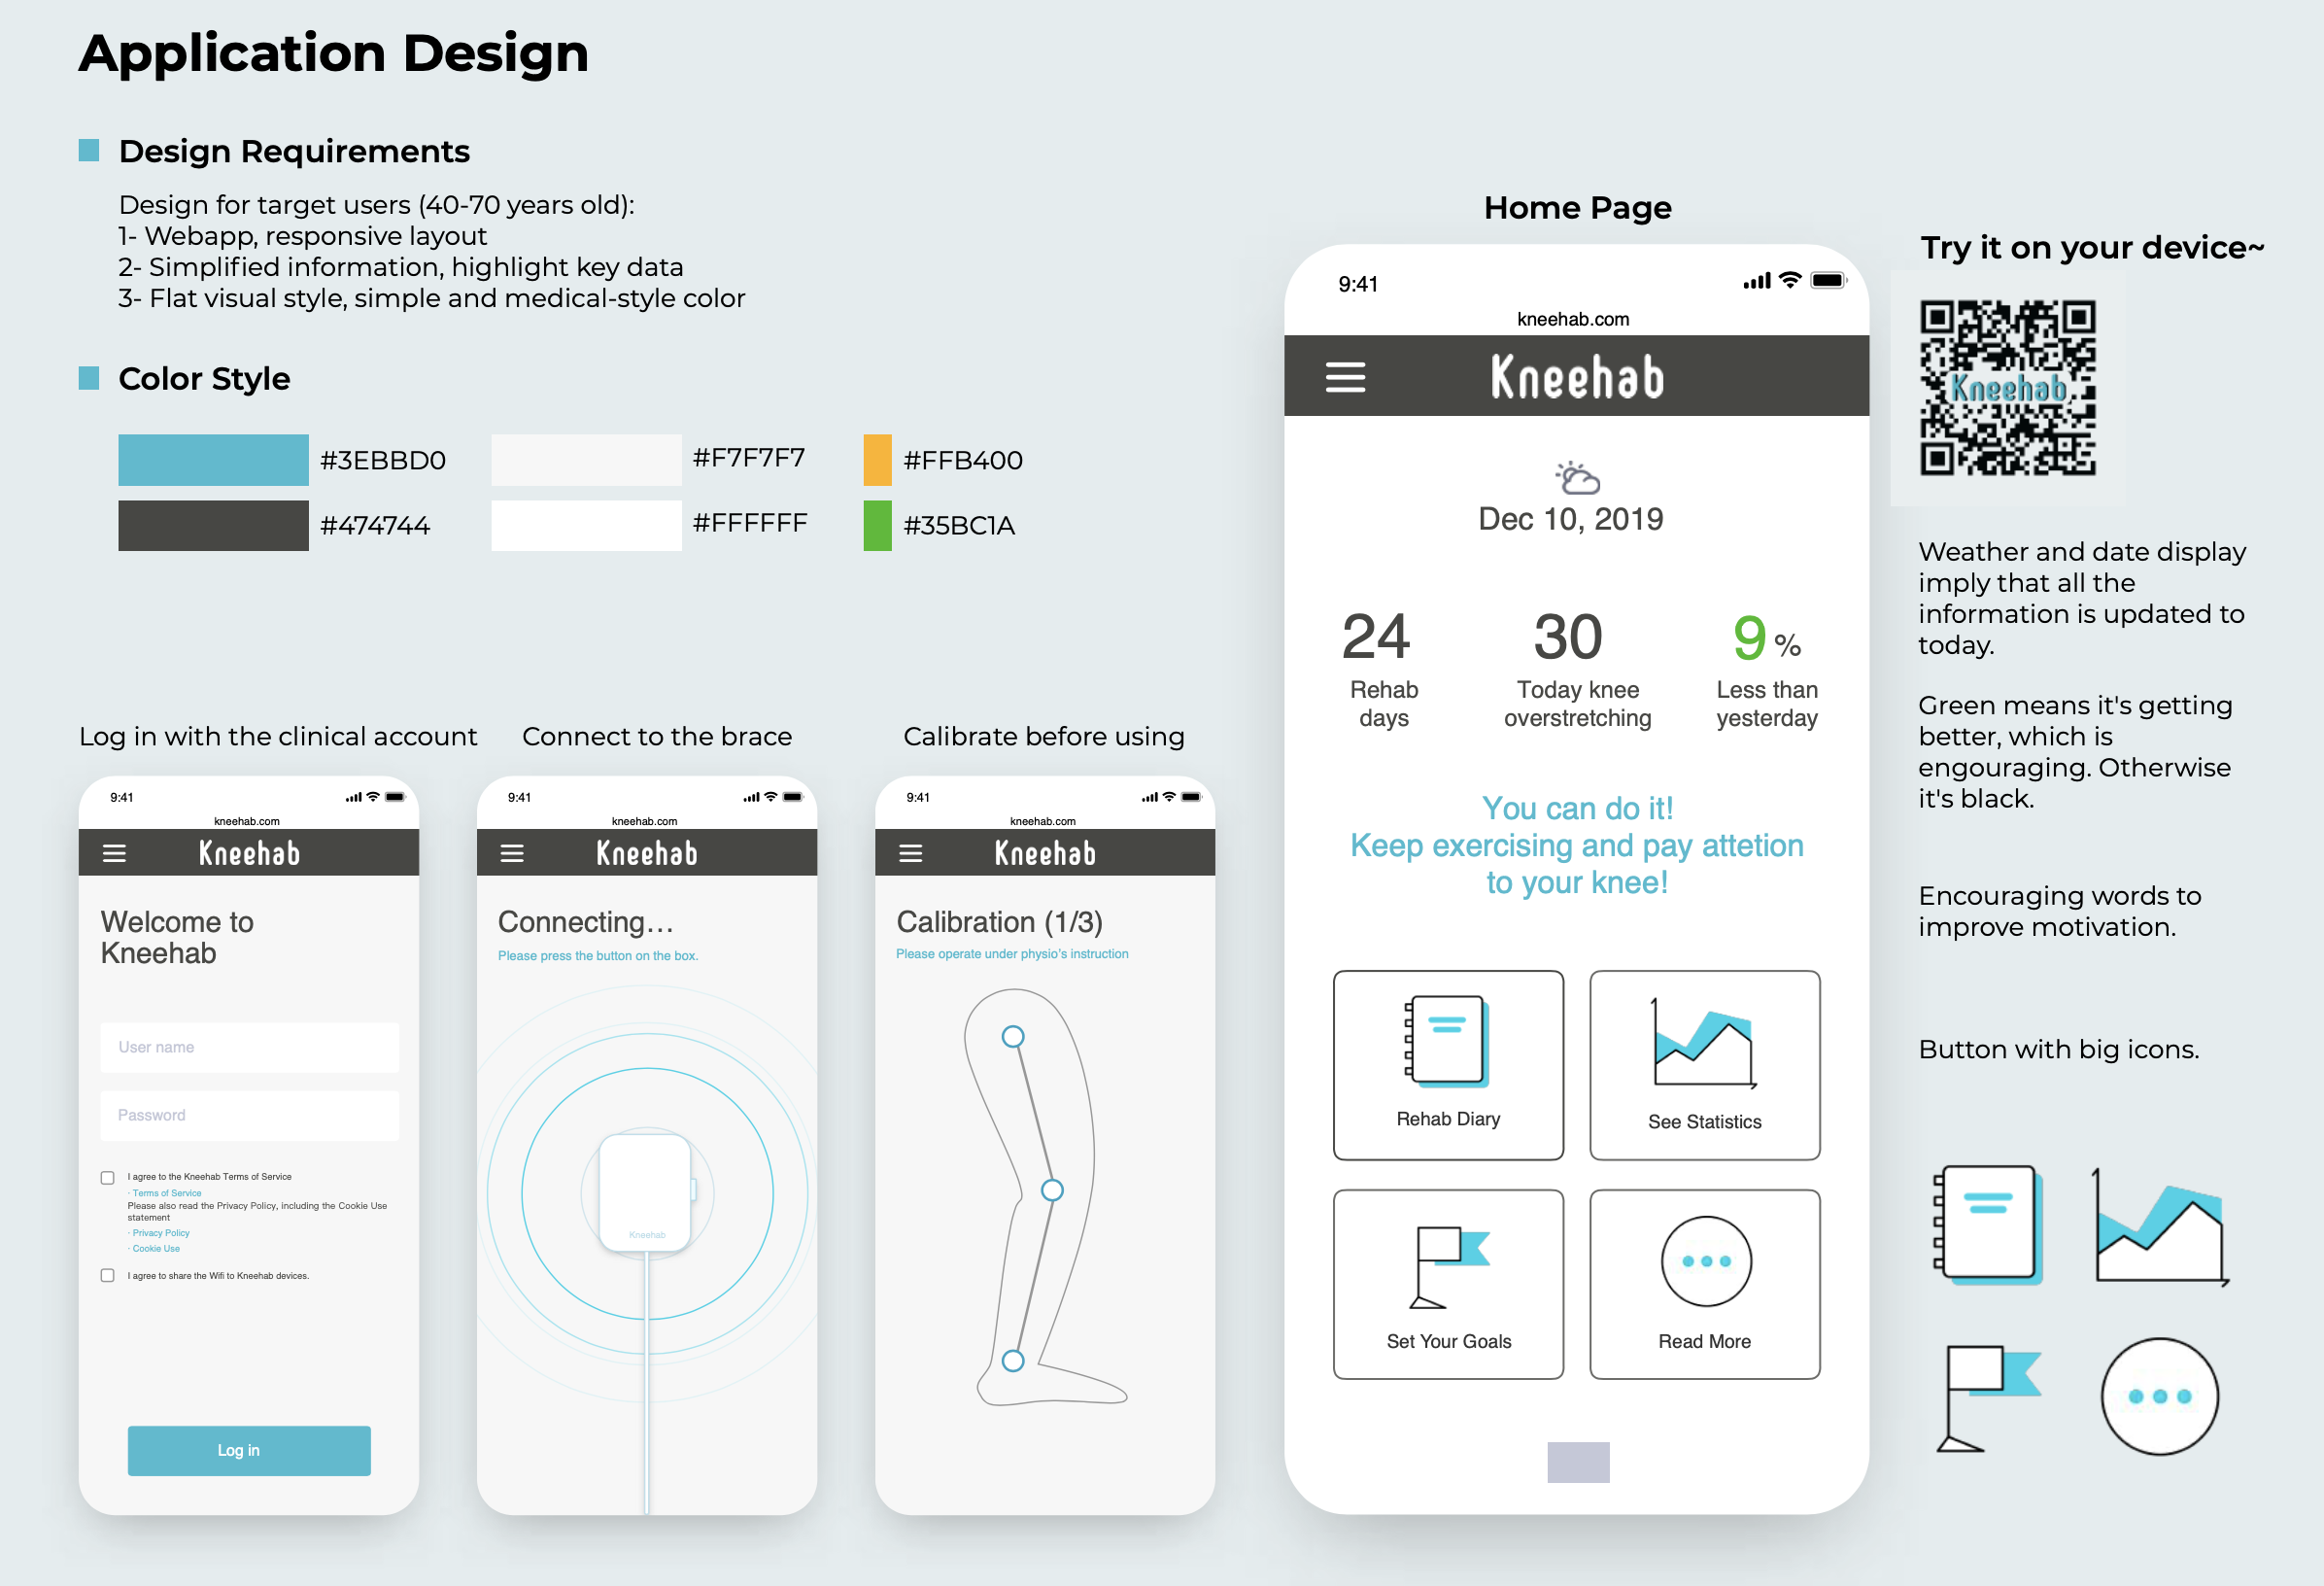 Application Design
Design Requirements
Design for target users (40-70 years old):
1- Webapp, responsive layout
2- Simplified information, highlight key data
3- Flat visual style, simple and medical-style color
Color Style
#3EBBD0
#F7F7F7
#FFB400
#474744
#FFFFFF
#35BC1A
Log in with the clinical account
9:41
kneehab.com
Kneehab
Welcome to
Kneehab
User name
Password
I agree to the Kneehab Terms of Service
· Terms of Service
Please also read the Privacy Policy, including the Cookie Use
statement
· Privacy Policy
· Cookie Use
I agree to share the Wifi to Kneehab devices.
Log in
Connect to the brace
9:41
kneehab.com
Kneehab
Connecting...
Please press the button on the box.
Kneehab
Calibrate before using
9:41
kneehab.com
Kneehab
Calibration (1/3)
Please operate under physio's instruction
Home Page
9:41
kneehab.com
Kneehab
Dec 10, 2019
24
Rehab
days
30
Today knee
overstretching
9 %
Less than
yesterday
You can do it!
Keep exercising and pay attetion
to your knee!
Rehab Diary
See Statistics
Set Your Goals
Read More
Try it on your device~
Kneehab
Weather and date display
imply that all the
information is updated to
today.
Green means it's getting
better, which is
engouraging. Otherwise
it's black.
Encouraging words to
improve motivation.
Button with big icons.